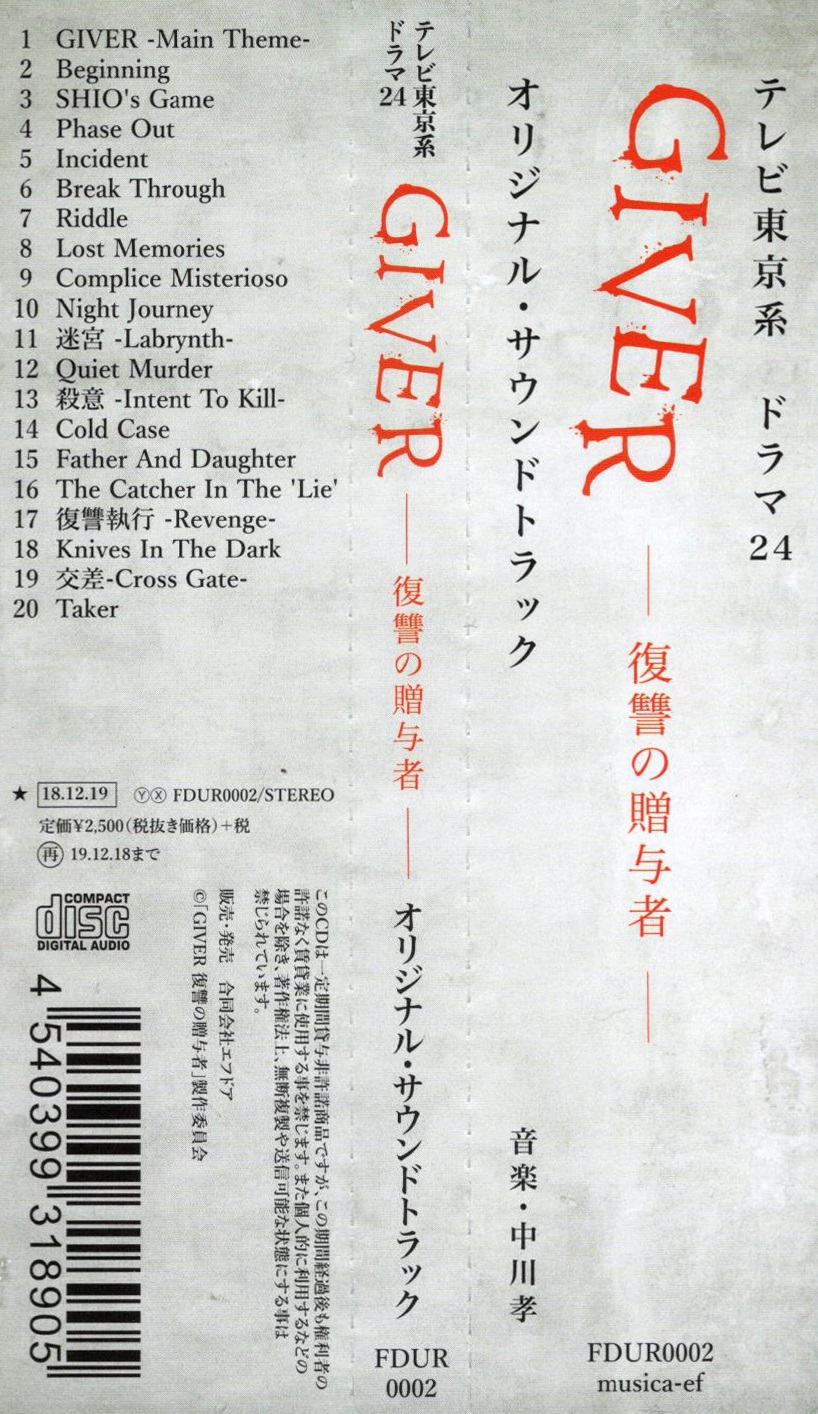 1 GIVER -Main Theme-
2 Beginning
3 SHIO's Game
4 Phase Out
5 Incident
6 Break Through
7 Riddle
8 Lost Memories
9 Complice Misterioso
10 Night Journey
11 迷宮 -Labrynth-
12 Quiet Murder
13 殺意 -Intent To Kill-
14 Cold Case
15 Father And Daughter
16 The Catcher In The 'Lie'
17 復讐執行 -Revenge-
18 Knives In The Dark
19 交差-Cross Gate-
20 Taker
★ 18.12.19 ⓎⓍ FDUR0002/STEREO
定価¥2,500(税抜き価格)+税
再 19.12.18まで
COMPACT
disc
DIGITAL AUDIO
4 540399 318905
このCDは一定期間貸与非許諾商品ですが、この期間経過後も権利者の
許諾なく賃貸業に使用する事を禁じます。また個人的に利用するなどの
場合を除き、著作権法上、無断複製や送信可能な状態にする事は
禁じられています。
販売・発売 合同会社エフドア
©「GIVER 復讐の贈与者」製作委員会
テレビ東京系
ドラマ24
GIVER
復讐の贈与者
オリジナル・サウンドトラック
FDUR
0002
テレビ東京系 ドラマ24
GIVER
復讐の贈与者
オリジナル・サウンドトラック
音楽・中川孝
FDUR0002
musica-ef